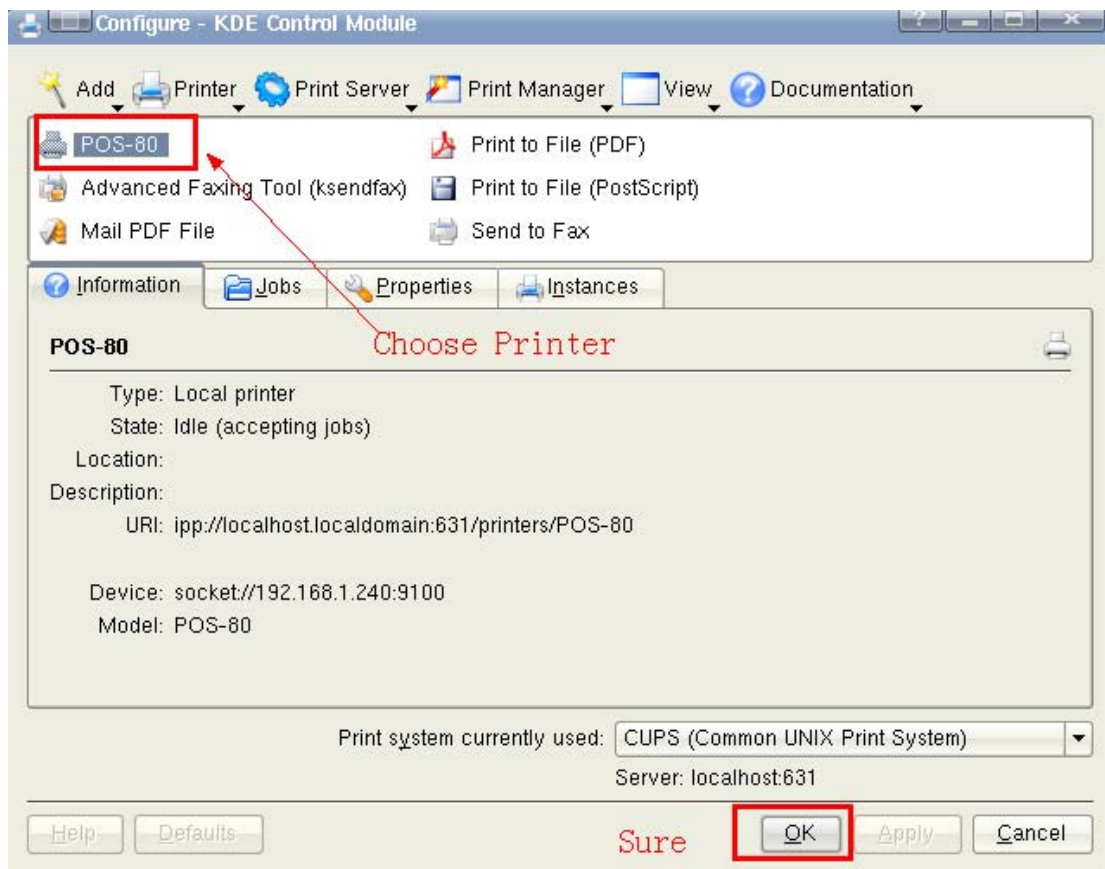 Configure - KDE Control Module
Add Printer Print Server Print Manager View Documentation
POS-80 Print to File (PDF)
Advanced Faxing Tool (ksendfax) Print to File (PostScript)
Mail PDF File Send to Fax
Information Jobs Properties Instances
POS-80 Choose Printer
Type: Local printer
State: Idle (accepting jobs)
Location:
Description:
URI: ipp://localhost.localdomain:631/printers/POS-80
Device: socket://192.168.1.240:9100
Model: POS-80
Print system currently used: CUPS (Common UNIX Print System)
Server: localhost:631
Help Defaults Sure OK Apply Cancel